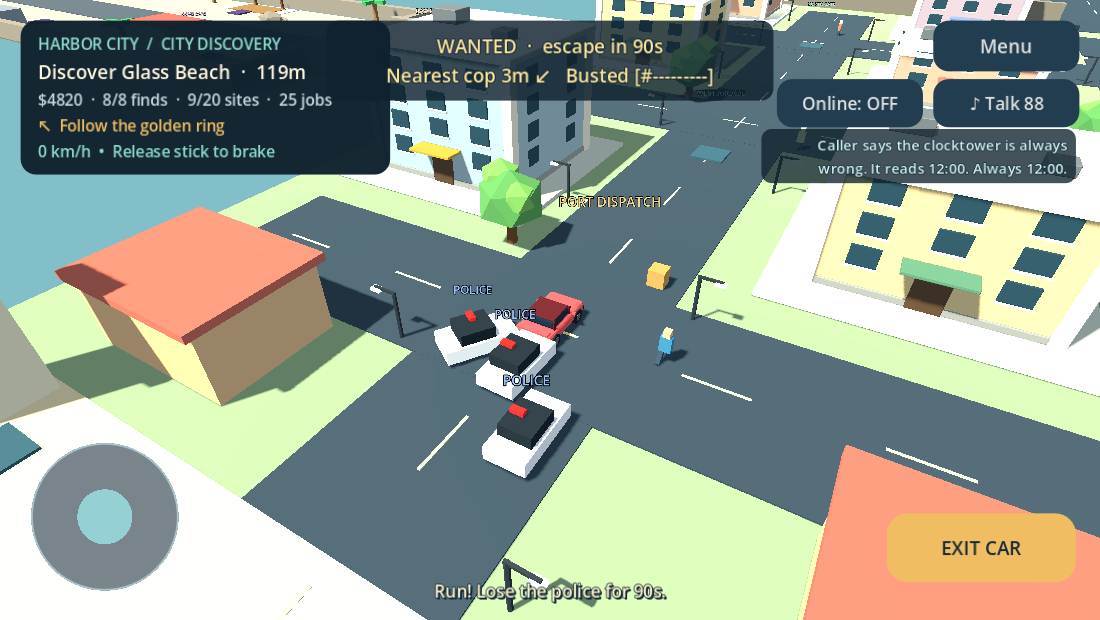 HARBOR CITY / CITY DISCOVERY
Discover Glass Beach · 119m
$4820 · 8/8 finds · 9/20 sites · 25 jobs
↖ Follow the golden ring
0 km/h • Release stick to brake
WANTED · escape in 90s
Nearest cop 3m ↙ Busted [#---------]
Menu
Online: OFF
♪ Talk 88
Caller says the clocktower is always
wrong. It reads 12:00. Always 12:00.
PORT DISPATCH
POLICE
POLICE
POLICE
EXIT CAR
Run! Lose the police for 90s.